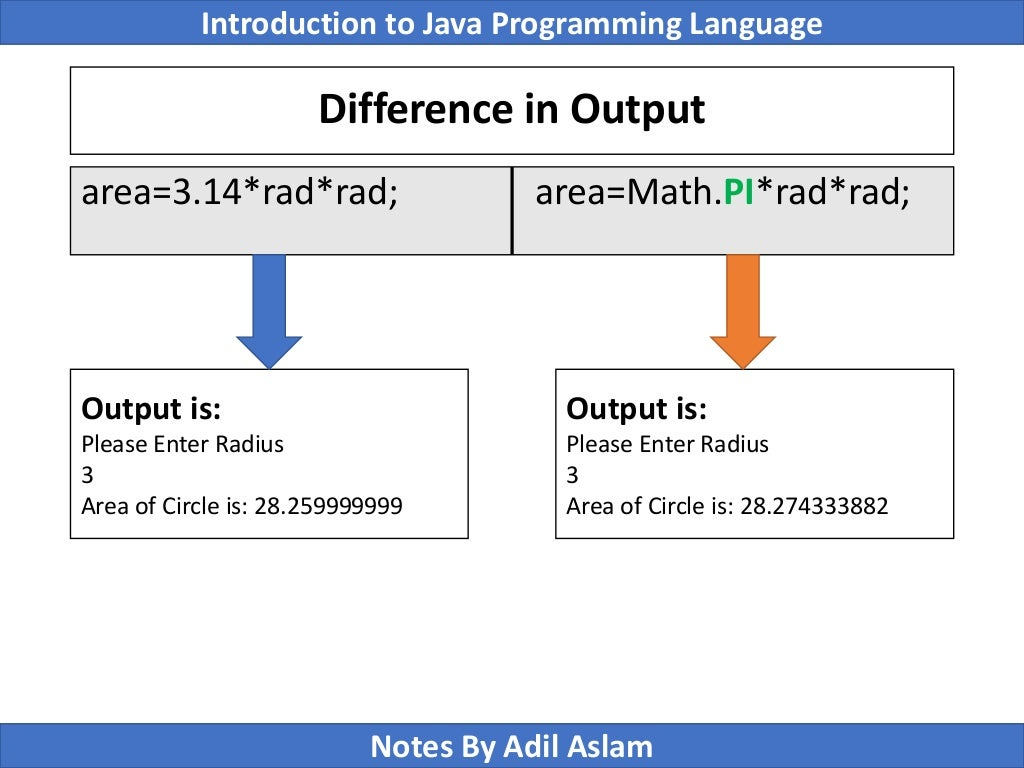 Introduction to Java Programming Language
Difference in Output
area=3.14*rad*rad;
area=Math.PI*rad*rad;
Output is:
Please Enter Radius
3
Area of Circle is: 28.259999999
Output is:
Please Enter Radius
3
Area of Circle is: 28.274333882
Notes By Adil Aslam